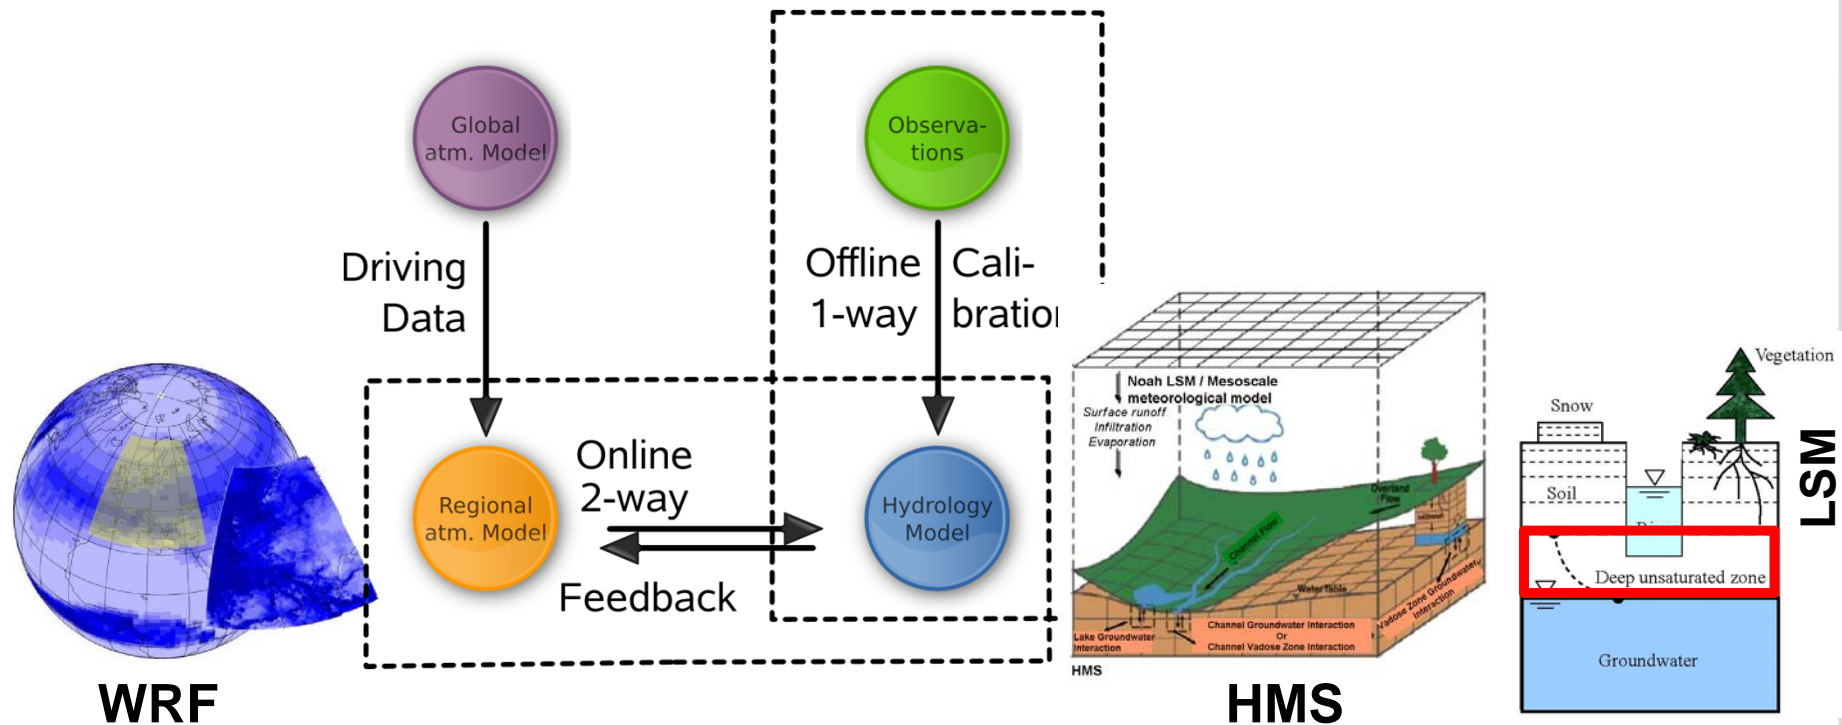 Global
atm. Model
Observa-
tions
Driving
Data
Offline
1-way
Cali-
bration
Regional
atm. Model
Online
2-way
Feedback
Hydrology
Model
WRF
Noah LSM / Mesoscale
meteorological model
Surface runoff
Infiltration
Evaporation
Overland
Flow
Channel Flow
Water Table
Vadose Zone Groundwater
Interaction
Lake Groundwater
Interaction
Channel Groundwater Interaction
Or
Channel Vadose Zone Interaction
HMS
HMS
Vegetation
Snow
Soil
Deep unsaturated zone
Groundwater
LSM